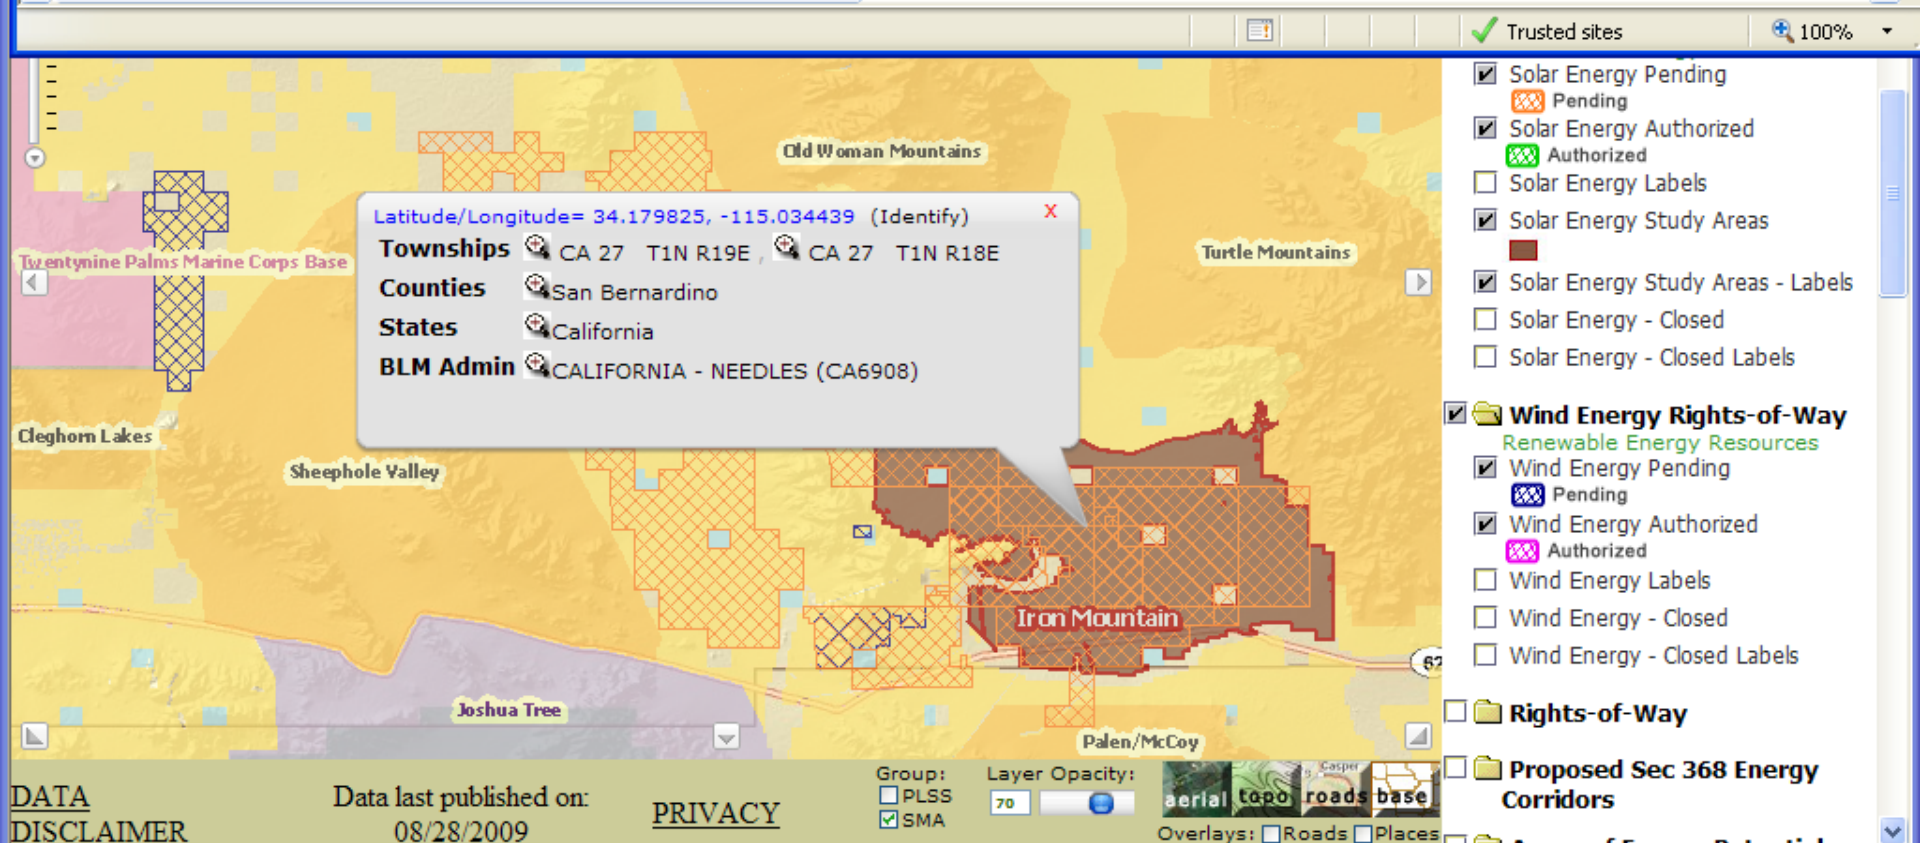 Trusted sites
100%
Solar Energy Pending
Pending
Solar Energy Authorized
Authorized
Solar Energy Labels
Solar Energy Study Areas
Solar Energy Study Areas - Labels
Solar Energy - Closed
Solar Energy - Closed Labels
Wind Energy Rights-of-Way
Renewable Energy Resources
Wind Energy Pending
Pending
Wind Energy Authorized
Authorized
Wind Energy Labels
Wind Energy - Closed
Wind Energy - Closed Labels
Rights-of-Way
Proposed Sec 368 Energy
Corridors
Old Woman Mountains
Latitude/Longitude= 34.179825, -115.034439 (Identify) x
Townships CA 27 T1N R19E , CA 27 T1N R18E
Counties San Bernardino
States California
BLM Admin CALIFORNIA - NEEDLES (CA6908)
Turtle Mountains
Twentynine Palms Marine Corps Base
Cleghorn Lakes
Sheephole Valley
Iron Mountain
62
Joshua Tree
Palen/McCoy
DATA
DISCLAIMER
Data last published on:
08/28/2009
PRIVACY
Group:
PLSS
SMA
Layer Opacity:
70
Casper
aerial topo roads base
Overlays: Roads Places